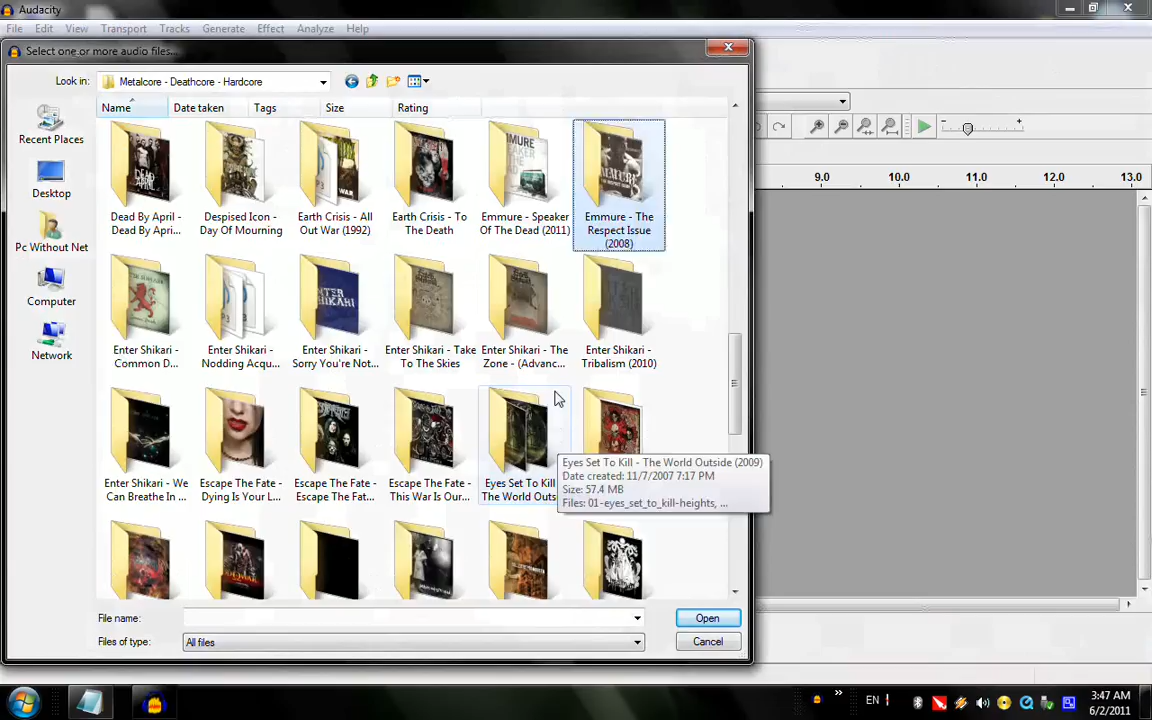 Audacity
File Edit View Transport Tracks Generate Effect Analyze Help
Select one or more audio files...
Look in: Metalcore - Deathcore - Hardcore
Name Date taken Tags Size Rating
Recent Places
Desktop
Pc Without Net
Computer
Network
Dead By April -
Dead By Apri...
Despised Icon -
Day Of Mourning
Earth Crisis - All
Out War (1992)
Earth Crisis - To
The Death
Emmure - Speaker
Of The Dead (2011)
Emmure - The
Respect Issue
(2008)
Enter Shikari -
Common D...
Enter Shikari -
Nodding Acqu...
Enter Shikari -
Sorry You're Not...
Enter Shikari - Take
To The Skies
Enter Shikari - The
Zone - (Advanc...
Enter Shikari -
Tribalism (2010)
Enter Shikari - We
Can Breathe In ...
Escape The Fate -
Dying Is Your L...
Escape The Fate -
Escape The Fat...
Escape The Fate -
This War Is Our...
Eyes Set To Kill
The World Outs
Eyes Set To Kill - The World Outside (2009)
Date created: 11/7/2007 7:17 PM
Size: 57.4 MB
Files: 01-eyes_set_to_kill-heights, ...
File name:
Open
Files of type: All files
Cancel
9.0 10.0 11.0 12.0 13.0
EN
3:47 AM
6/2/2011